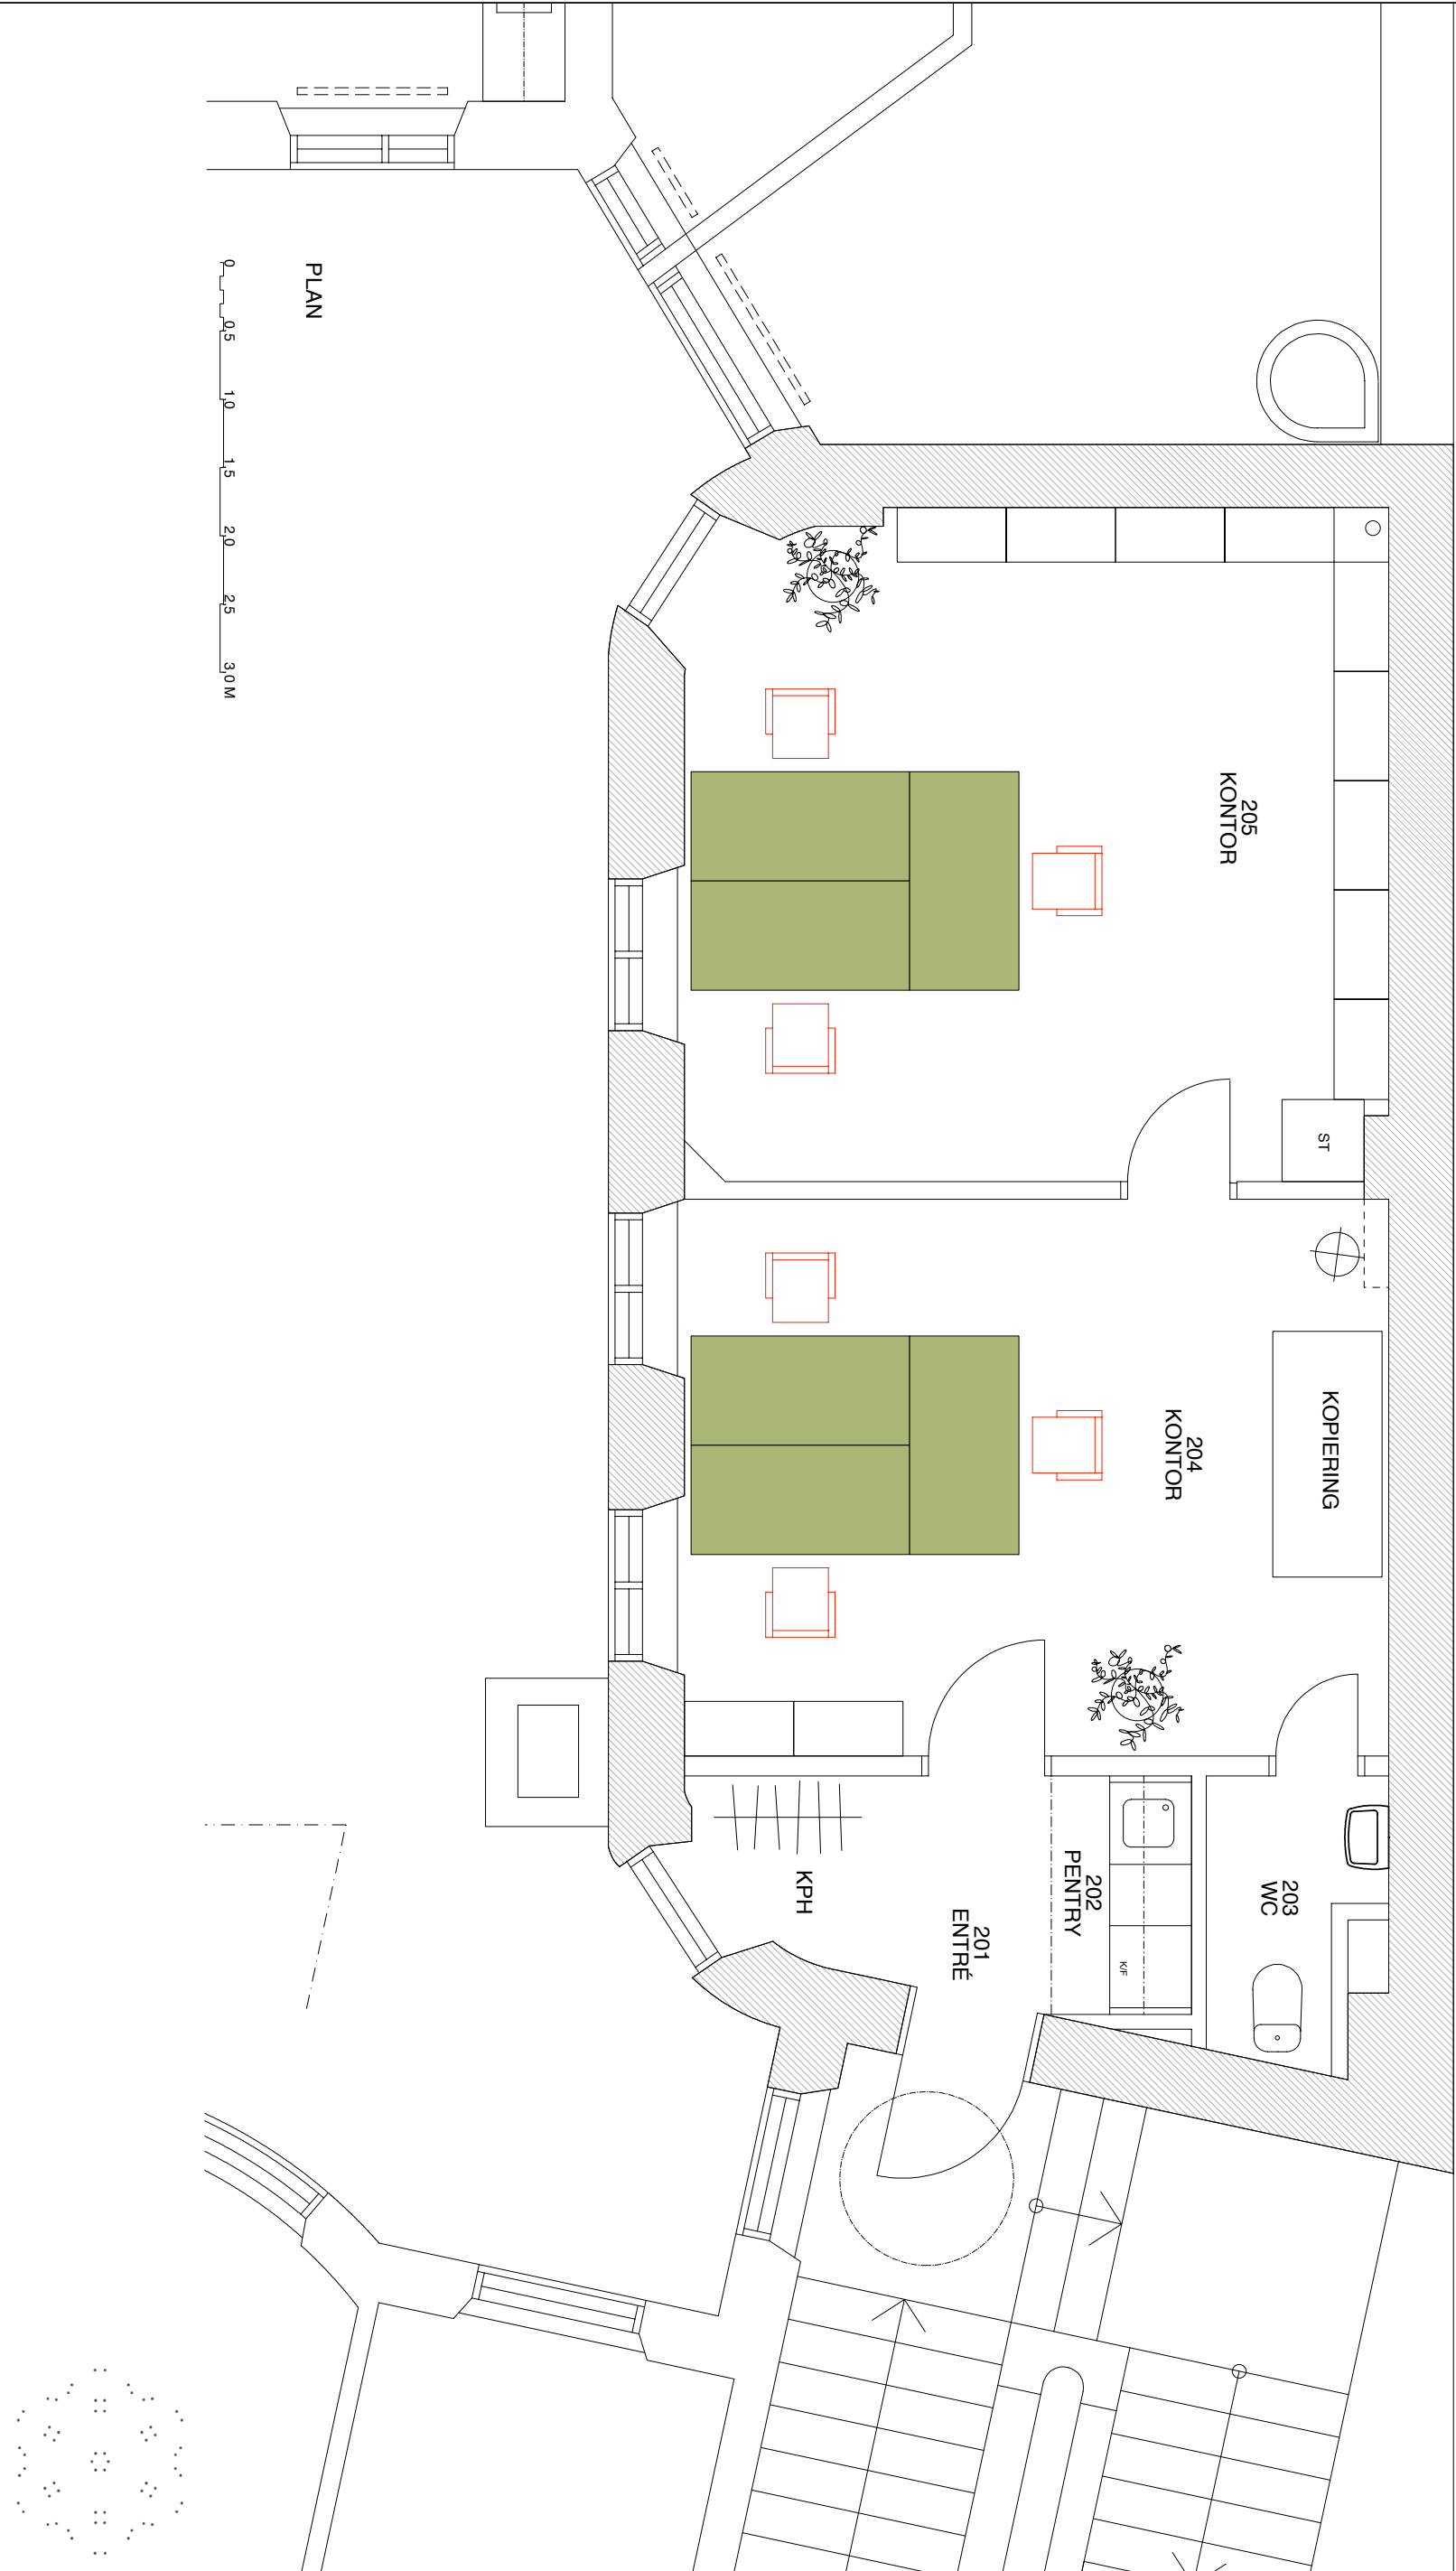 PLAN
0 0,5 1,0 1,5 2,0 2,5 3,0 M
205
KONTOR
ST
KOPIERING
204
KONTOR
203
WC
202
PENTRY
K/F
201
ENTRÉ
KPH